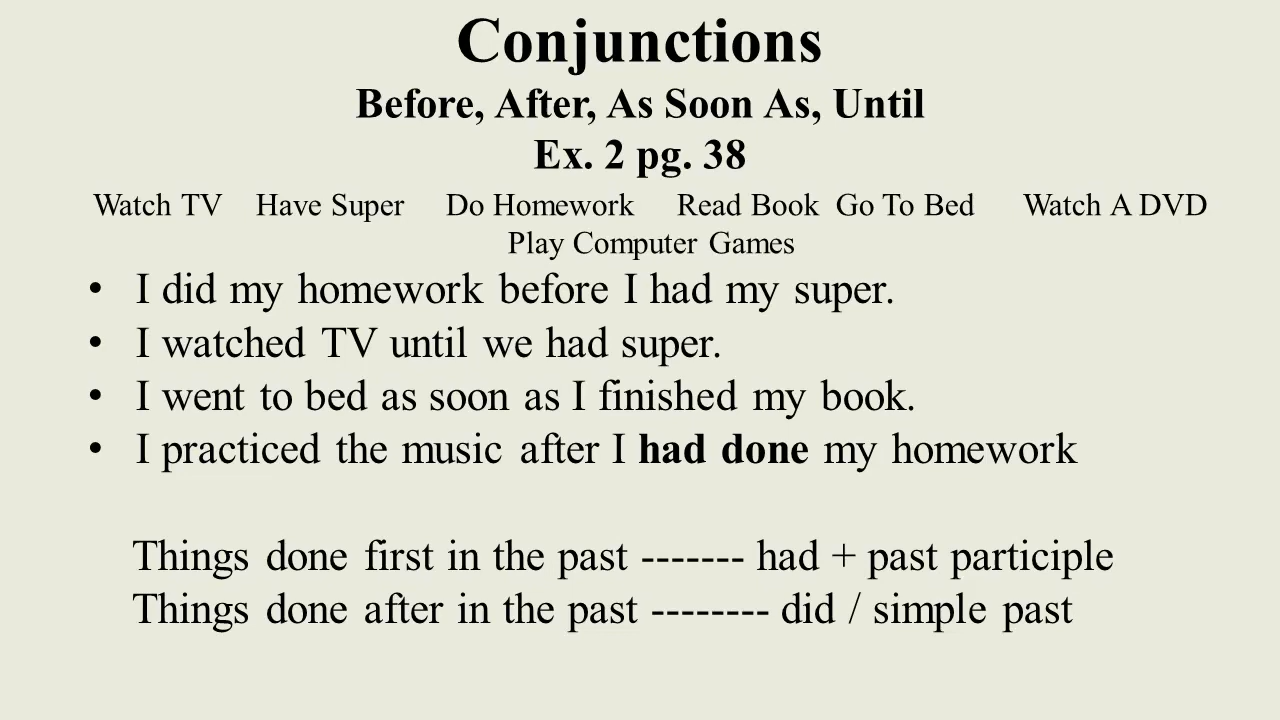 Conjunctions
Before, After, As Soon As, Until
Ex. 2 pg. 38
Watch TV Have Super Do Homework Read Book Go To Bed Watch A DVD
Play Computer Games
• I did my homework before I had my super.
• I watched TV until we had super.
• I went to bed as soon as I finished my book.
• I practiced the music after I had done my homework
Things done first in the past ------- had + past participle
Things done after in the past -------- did / simple past